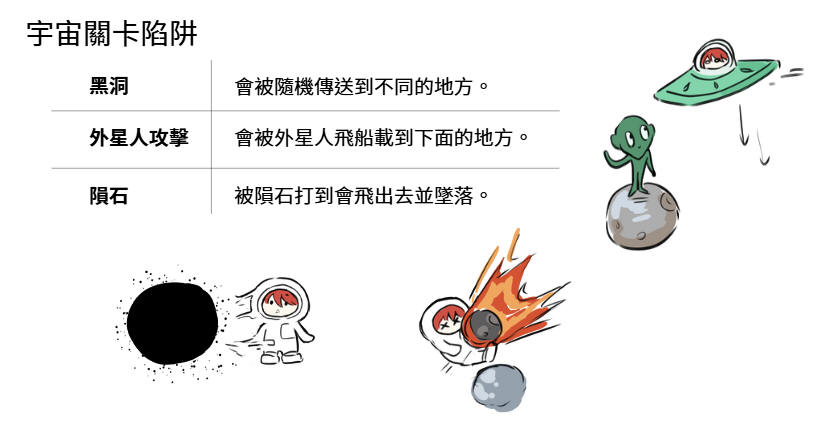 宇宙關卡陷阱
黑洞 會被隨機傳送到不同的地方。
外星人攻擊 會被外星人飛船載到下面的地方。
隕石 被隕石打到會飛出去並墜落。